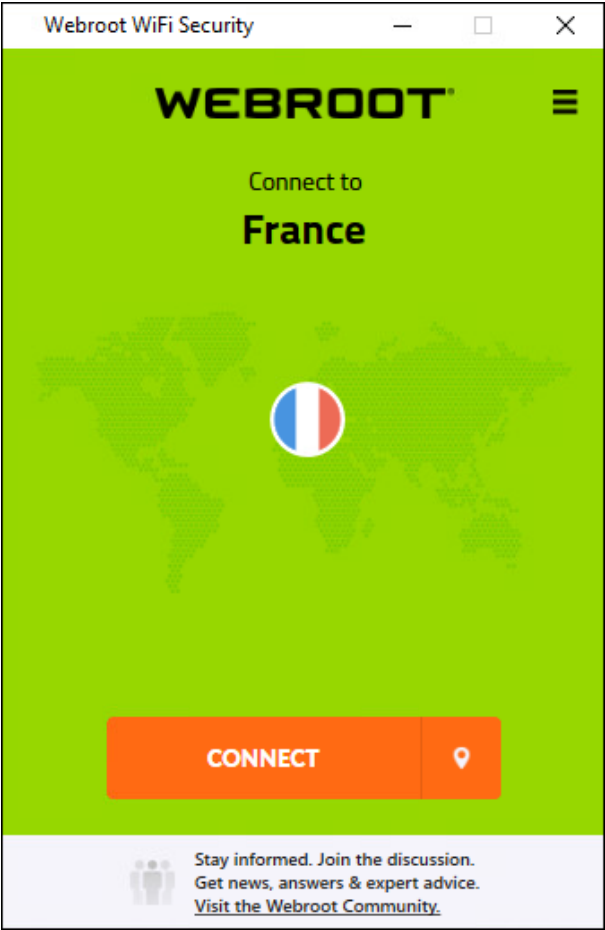 Webroot WiFi Security
WEBROOT®
Connect to
France
CONNECT
Stay informed. Join the discussion.
Get news, answers & expert advice.
Visit the Webroot Community.